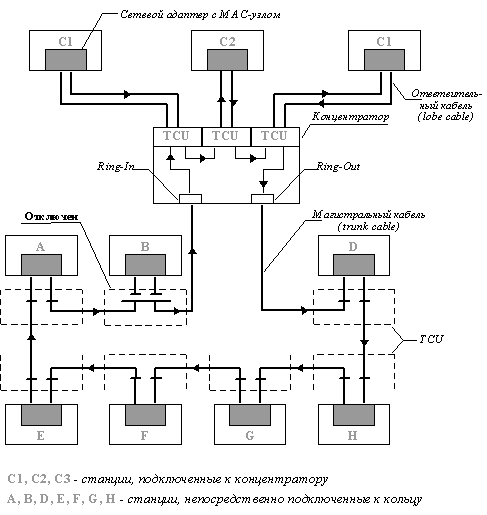 Сетевой адаптер с MAC-узлом
C1
C2
C1
Ответвитель-
ный кабель
(lobe cable)
TCU
TCU
TCU
Концентратор
Ring-In
Ring-Out
Отключен
Магистральный кабель
(trunk cable)
A
B
D
TCU
E
F
G
H
C1, C2, C3 - станции, подключенные к концентратору
A, B, D, E, F, G, H - станции, непосредственно подключенные к кольцу